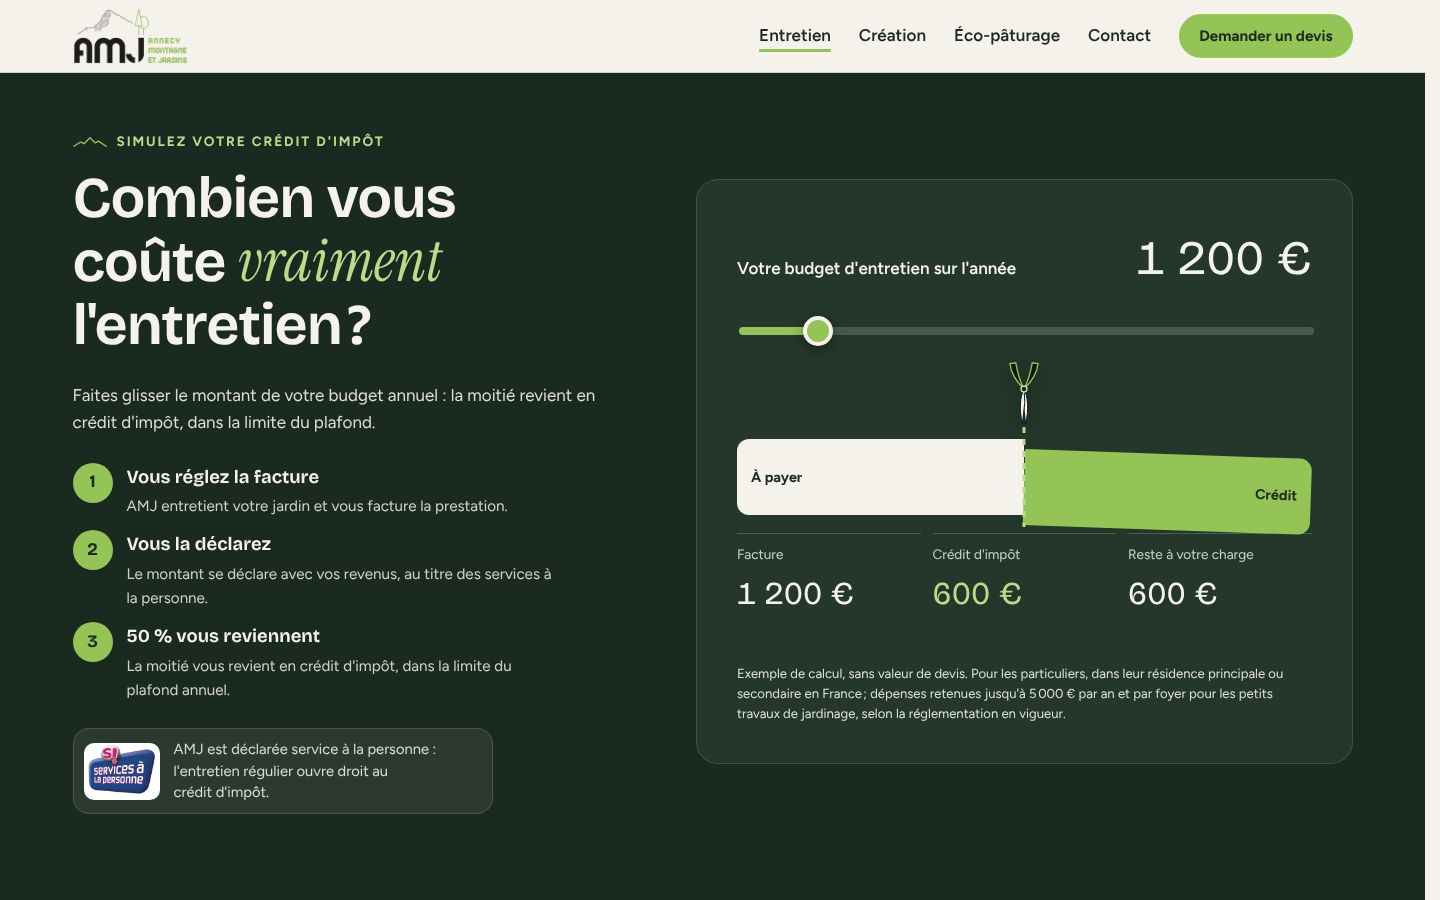 AMJ
ANNECY
MONTAGNE
ET JARDINS
Entretien
Création
Éco-pâturage
Contact
Demander un devis
SIMULEZ VOTRE CRÉDIT D'IMPÔT
Combien vous
coûte vraiment
l'entretien ?
Faites glisser le montant de votre budget annuel : la moitié revient en
crédit d'impôt, dans la limite du plafond.
1
Vous réglez la facture
AMJ entretient votre jardin et vous facture la prestation.
2
Vous la déclarez
Le montant se déclare avec vos revenus, au titre des services à
la personne.
3
50 % vous reviennent
La moitié vous revient en crédit d'impôt, dans la limite du
plafond annuel.
SERVICES À
LA PERSONNE
AMJ est déclarée service à la personne :
l'entretien régulier ouvre droit au
crédit d'impôt.
Votre budget d'entretien sur l'année
1 200 €
À payer
Crédit
Facture
1 200 €
Crédit d'impôt
600 €
Reste à votre charge
600 €
Exemple de calcul, sans valeur de devis. Pour les particuliers, dans leur résidence principale ou
secondaire en France ; dépenses retenues jusqu'à 5 000 € par an et par foyer pour les petits
travaux de jardinage, selon la réglementation en vigueur.